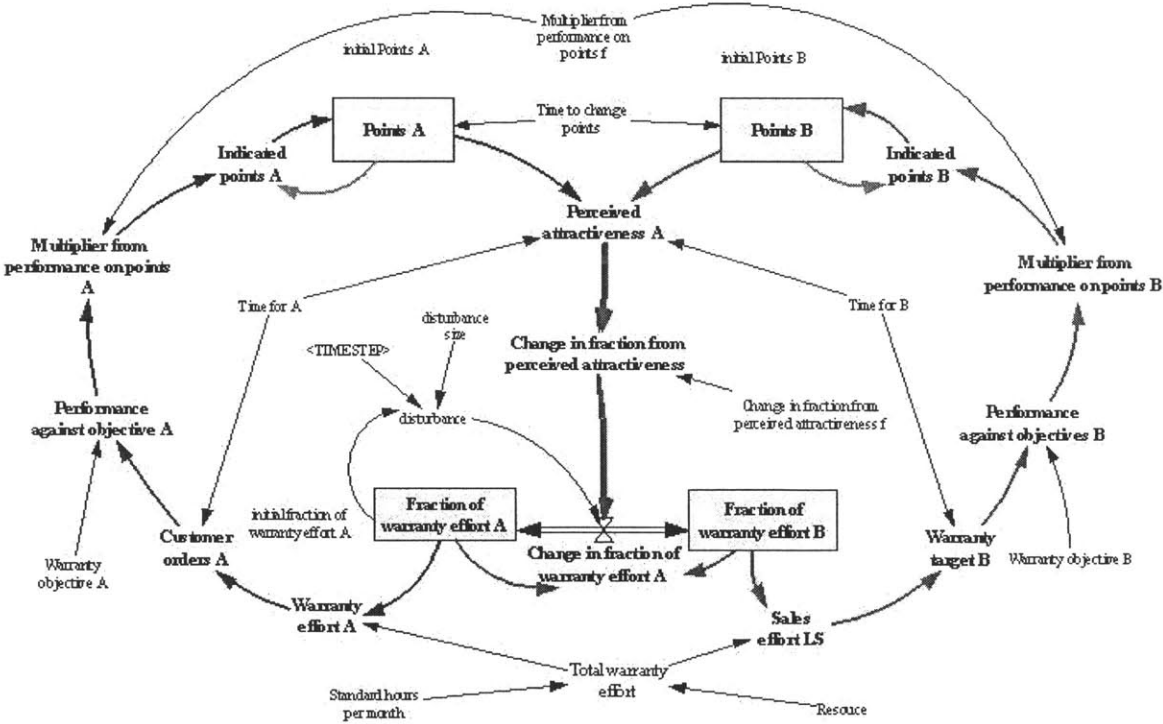 Multiplier from
performance on
points f
initial Points A
initial Points B
Points A
Time to change
points
Points B
Indicated
points A
Indicated
points B
Perceived
attractiveness A
Multiplier from
performance on points
A
Multiplier from
performance on points B
Time for A
Time for B
disturbance
size
<TIMESTEP>
Change in fraction from
perceived attractiveness
Performance
against objective A
disturbance
Change in fraction from
perceived attractiveness f
Performance
against objectives B
initial fraction of
warranty effort A
Fraction of
warranty effort A
Fraction of
warranty effort B
Customer
orders A
Change in fraction of
warranty effort A
Warranty
target B
Warranty
objective A
Warranty objective B
Warranty
effort A
Sales
effort LS
Total warranty
effort
Standard hours
per month
Resouce